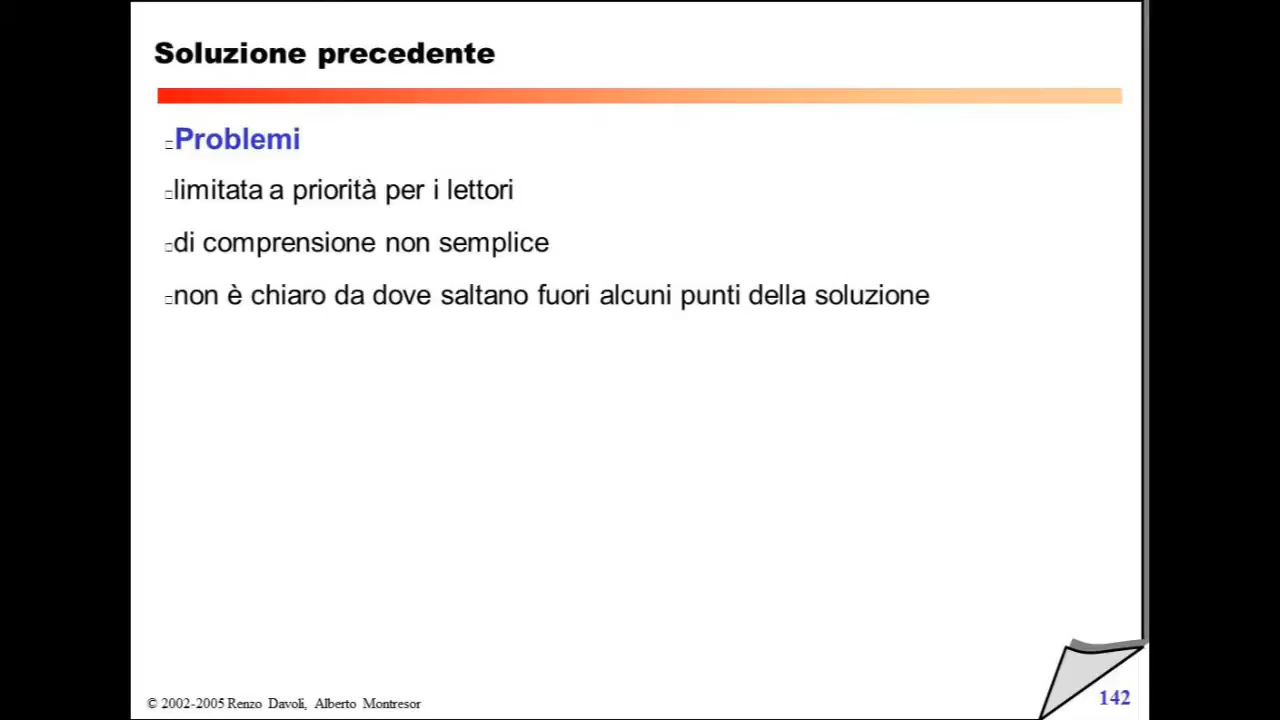 Soluzione precedente
Problemi
limitata a priorità per i lettori
di comprensione non semplice
non è chiaro da dove saltano fuori alcuni punti della soluzione
© 2002-2005 Renzo Davoli, Alberto Montresor
142